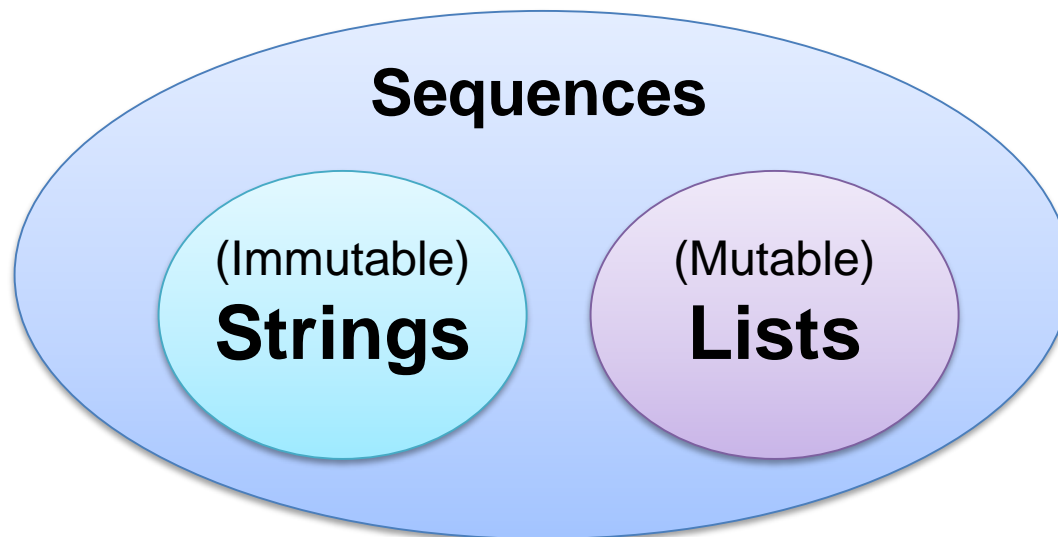 Sequences
(Immutable)
Strings
(Mutable)
Lists